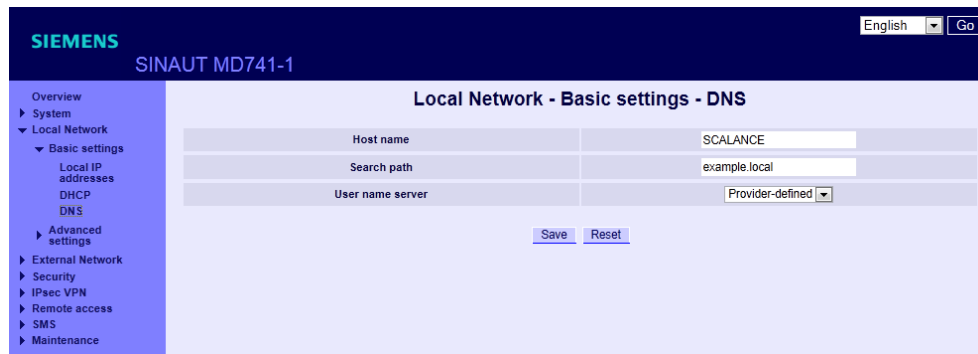 English Go
SIEMENS
SINAUT MD741-1
Overview
System
Local Network
Basic settings
Local IP
addresses
DHCP
DNS
Advanced
settings
External Network
Security
IPsec VPN
Remote access
SMS
Maintenance
Local Network - Basic settings - DNS
Host name SCALANCE
Search path example.local
User name server Provider-defined
Save Reset